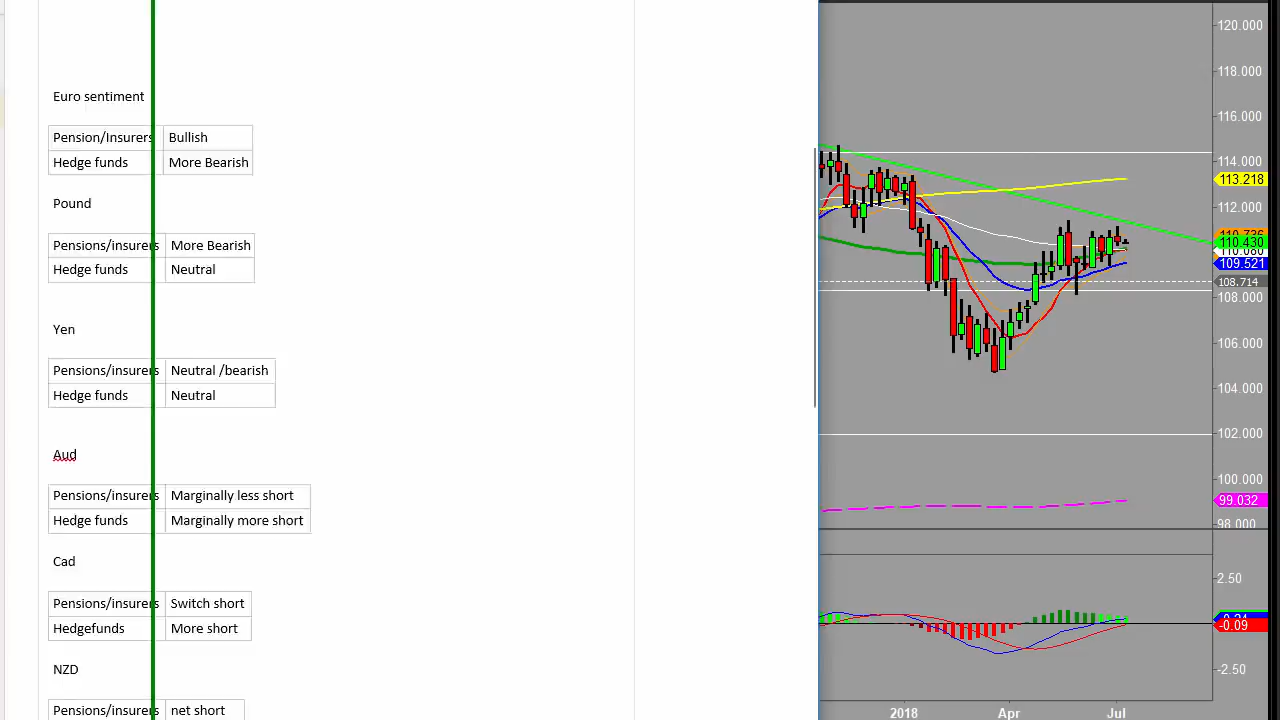 Euro sentiment
Pension/Insurers Bullish
Hedge funds More Bearish
Pound
Pensions/insurers More Bearish
Hedge funds Neutral
Yen
Pensions/insurers Neutral /bearish
Hedge funds Neutral
Aud
Pensions/insurers Marginally less short
Hedge funds Marginally more short
Cad
Pensions/insurers Switch short
Hedgefunds More short
NZD
Pensions/insurers net short
120.000
118.000
116.000
114.000
113.218
112.000
110.430
109.521
108.714
108.000
106.000
104.000
102.000
100.000
99.032
98.000
2.50
-0.09
-2.50
2018 Apr Jul